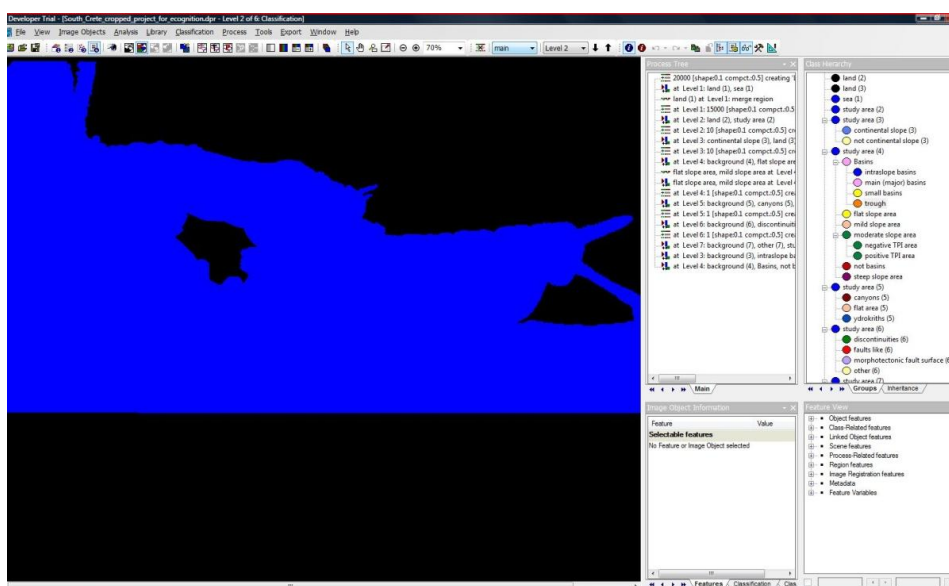 Developer Trial - [South_Crete_cropped_project_for_ecognition.dpr - Level 2 of 6: Classification]
File View Image Objects Analysis Library Classification Process Tools Export Window Help
70% main Level 2
Process Tree
20000 [shape:0.1 compct.:0.5] creating '
at Level 1: land (1), sea (1)
land (1) at Level 1: merge region
at Level 1: 15000 [shape:0.1 compct.:0.5
at Level 2: land (2), study area (2)
at Level 2: 10 [shape:0.1 compct.:0.5] cr
at Level 3: continental slope (3), land (3
at Level 3: 10 [shape:0.1 compct.:0.5] cr
at Level 4: background (4), flat slope are
flat slope area, mild slope area at Level
flat slope area, mild slope area at Level
at Level 4: 1 [shape:0.1 compct.:0.5] cre
at Level 5: background (5), canyons (5),
at Level 5: 1 [shape:0.1 compct.:0.5] crea
at Level 6: background (6), discontinuiti
at Level 6: 1 [shape:0.1 compct.:0.5] crea
at Level 7: background (7), other (7), stu
at Level 3: background (3), intraslope ba
at Level 4: background (4), Basins, not b
Main
Class Hierarchy
land (2)
land (3)
sea (1)
study area (2)
study area (3)
continental slope (3)
not continental slope (3)
study area (4)
Basins
intraslope basins
main (major) basins
small basins
trough
flat slope area
mild slope area
moderate slope area
negative TPI area
positive TPI area
not basins
steep slope area
study area (5)
canyons (5)
flat area (5)
ydrokriths (5)
study area (6)
discontinuities (6)
faults like (6)
morphotectonic fault surface (6
other (6)
study area (7)
Groups Inheritance
Image Object Information
Feature Value
Selectable features
No Feature or Image Object selected
Features Classification Clas
Feature View
Object features
Class-Related features
Linked Object features
Scene features
Process-Related features
Region features
Image Registration features
Metadata
Feature Variables